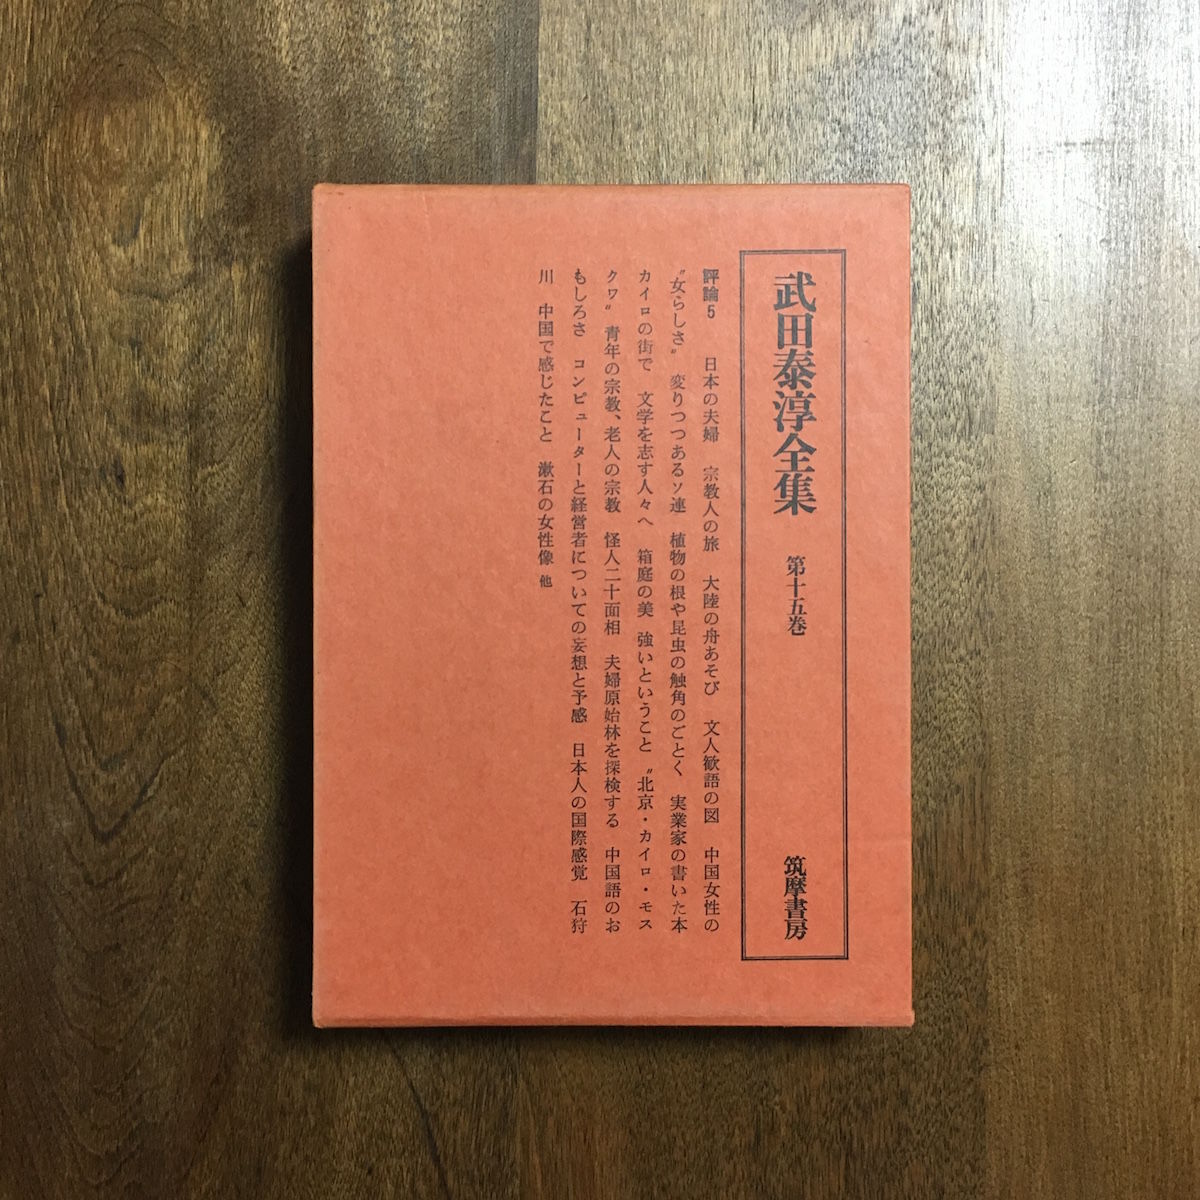 武田泰淳全集 第十五巻 筑摩書房
評論5 日本の夫婦 宗教人の旅 大陸の舟あそび 文人歓語の図 中国女性の
〝女らしさ〟 変りつつあるソ連 植物の根や昆虫の触角のごとく 実業家の書いた本
カイロの街で 文学を志す人々へ 箱庭の美 強いということ 〝北京・カイロ・モス
クワ〟 青年の宗教、老人の宗教 怪人二十面相 夫婦原始林を探検する 中国語のお
もしろさ コンピューターと経営者についての妄想と予感 日本人の国際感覚 石狩
川 中国で感じたこと 漱石の女性像 他